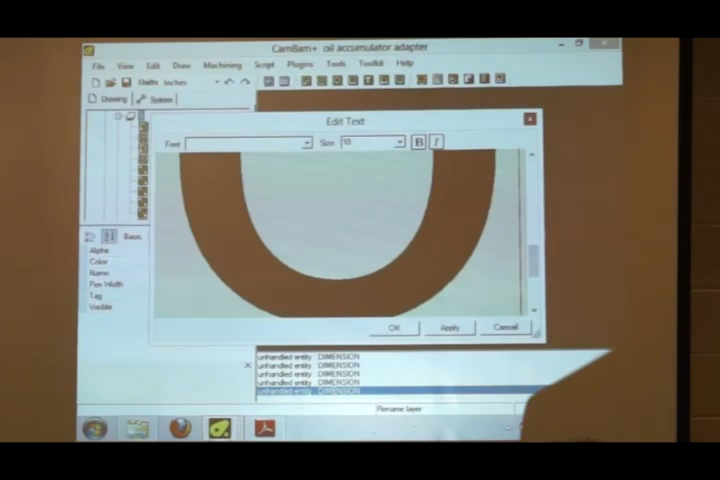 CamBam+ oil accumulator adapter
File View Edit Draw Machining Script Plugins Tools Toolkit Help
Units Inches
Drawing System
Edit Text
Font Size 10 B I
Basic
Alpha
Color
Name
Pen Width
Tag
Visible
OK Apply Cancel
unhandled entity : DIMENSION
unhandled entity : DIMENSION
unhandled entity : DIMENSION
unhandled entity : DIMENSION
unhandled entity : DIMENSION
Rename layer